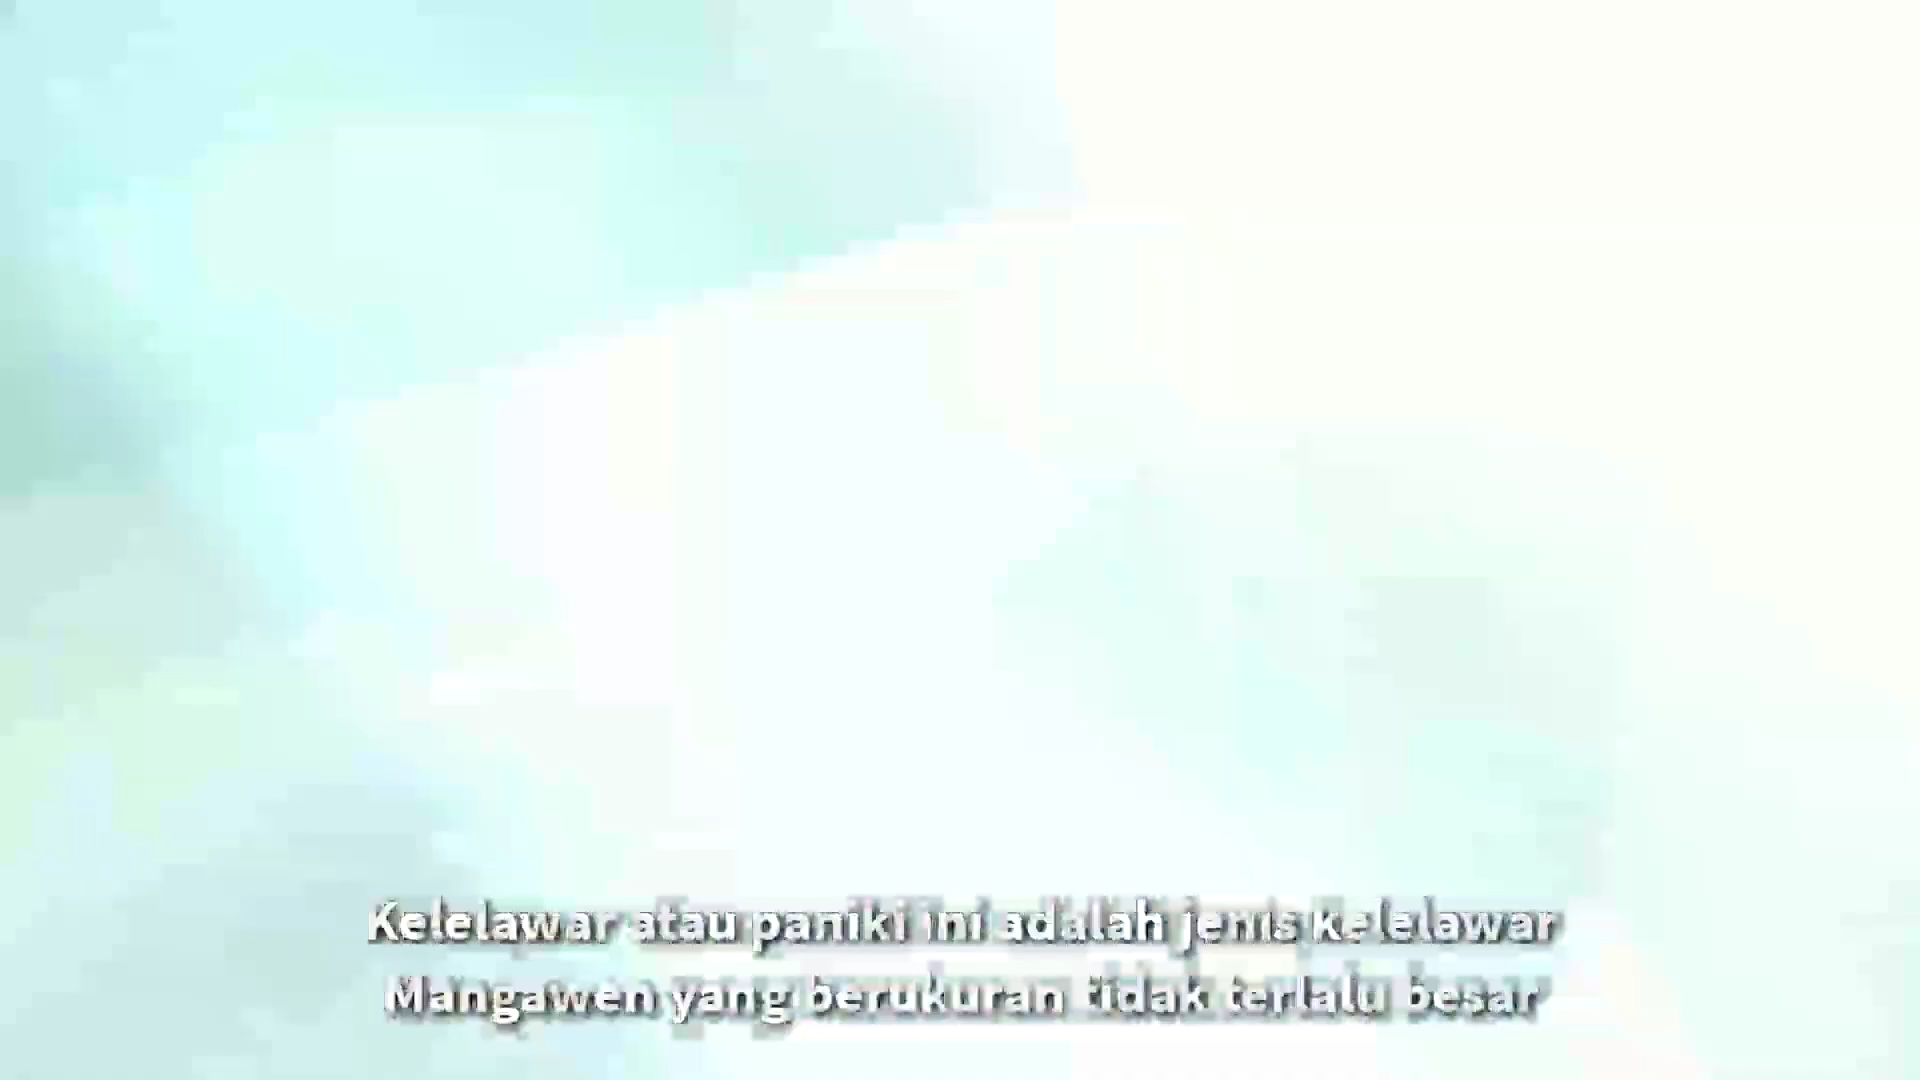 Kelelawar atau paniki ini adalah jenis kelelawar
Mangawen yang berukuran tidak terlalu besar